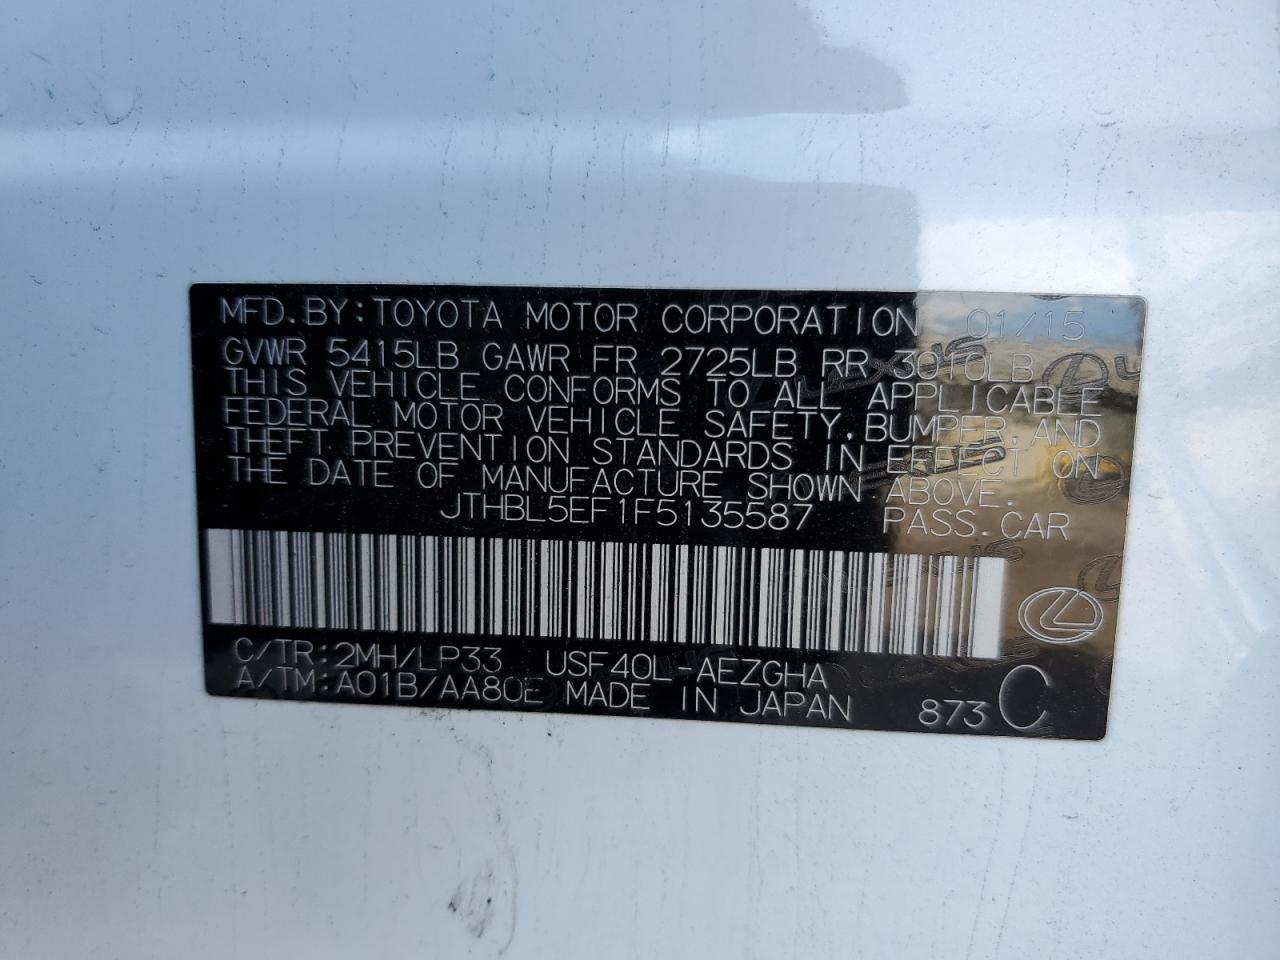 MFD.BY:TOYOTA MOTOR CORPORATION 01/15
GVWR 5415LB GAWR FR 2725LB RR 3010LB
THIS VEHICLE CONFORMS TO ALL APPLICABLE
FEDERAL MOTOR VEHICLE SAFETY,BUMPER,AND
THEFT PREVENTION STANDARDS IN EFFECT ON
THE DATE OF MANUFACTURE SHOWN ABOVE.
JTHBL5EF1F5135587 PASS.CAR
C/TR:2MH/LP33 USF40L-AEZGHA
A/TM:A01B/AA80E MADE IN JAPAN 873 C